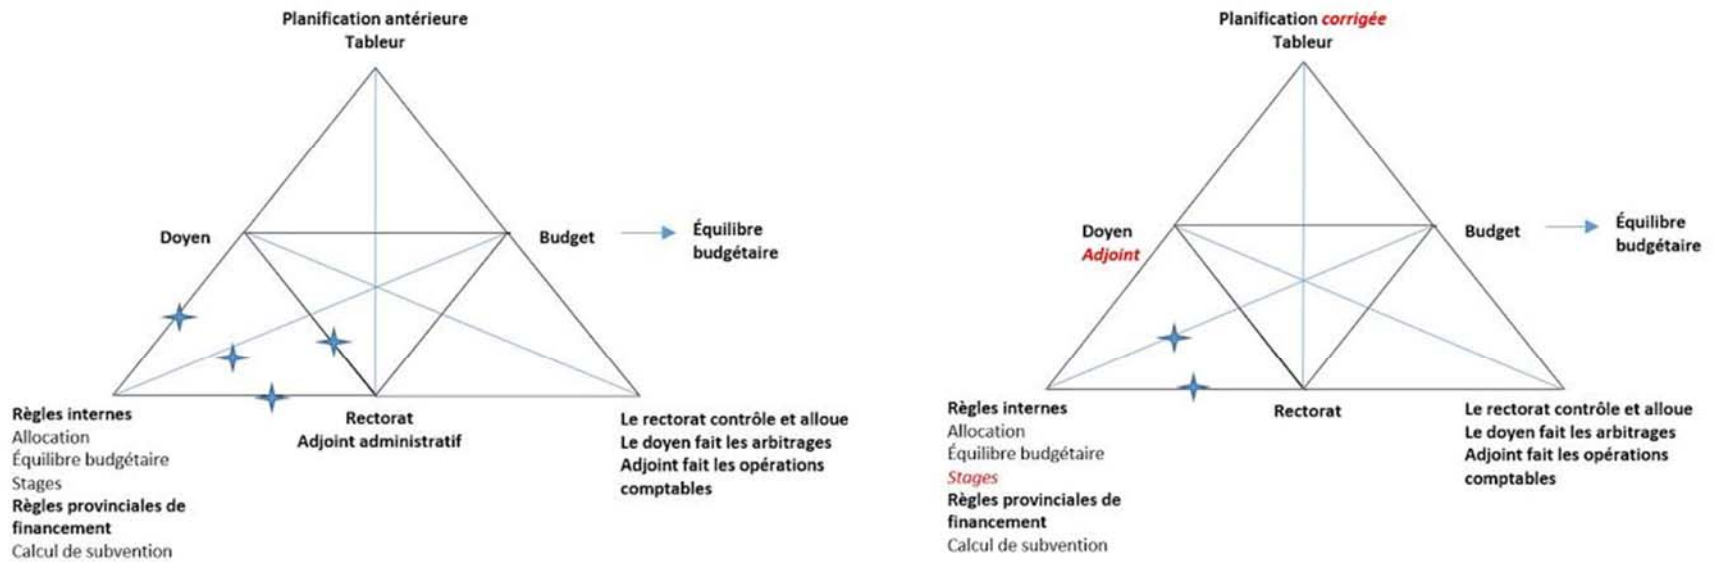 Planification antérieure
Tableur
Doyen
Budget
Équilibre
budgétaire
Règles internes
Allocation
Équilibre budgétaire
Stages
Règles provinciales de
financement
Calcul de subvention
Rectorat
Adjoint administratif
Le rectorat contrôle et alloue
Le doyen fait les arbitrages
Adjoint fait les opérations
comptables
Planification corrigée
Tableur
Doyen
Adjoint
Budget
Équilibre
budgétaire
Règles internes
Allocation
Équilibre budgétaire
Stages
Règles provinciales de
financement
Calcul de subvention
Rectorat
Le rectorat contrôle et alloue
Le doyen fait les arbitrages
Adjoint fait les opérations
comptables